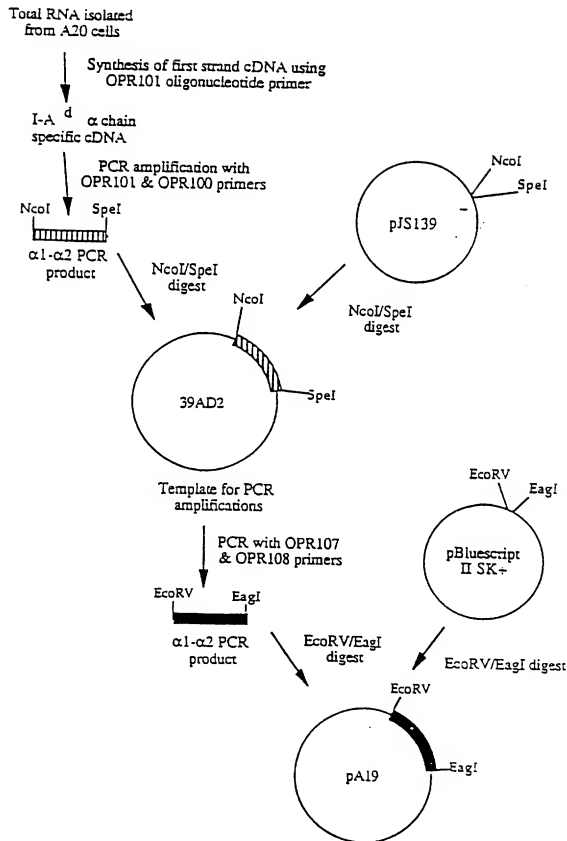 Total RNA isolated
from A20 cells
Synthesis of first strand cDNA using
OPR101 oligonucleotide primer
I-A d α chain
specific cDNA
PCR amplification with
OPR101 & OPR100 primers
NcoI SpeI
α1-α2 PCR
product
NcoI
SpeI
pJS139
NcoI/SpeI
digest
NcoI/SpeI
digest
NcoI
SpeI
39AD2
Template for PCR
amplifications
PCR with OPR107
& OPR108 primers
EcoRV EagI
α1-α2 PCR
product
EcoRV
EagI
pBluescript
II SK+
EcoRV/EagI
digest
EcoRV/EagI digest
EcoRV
EagI
pA19